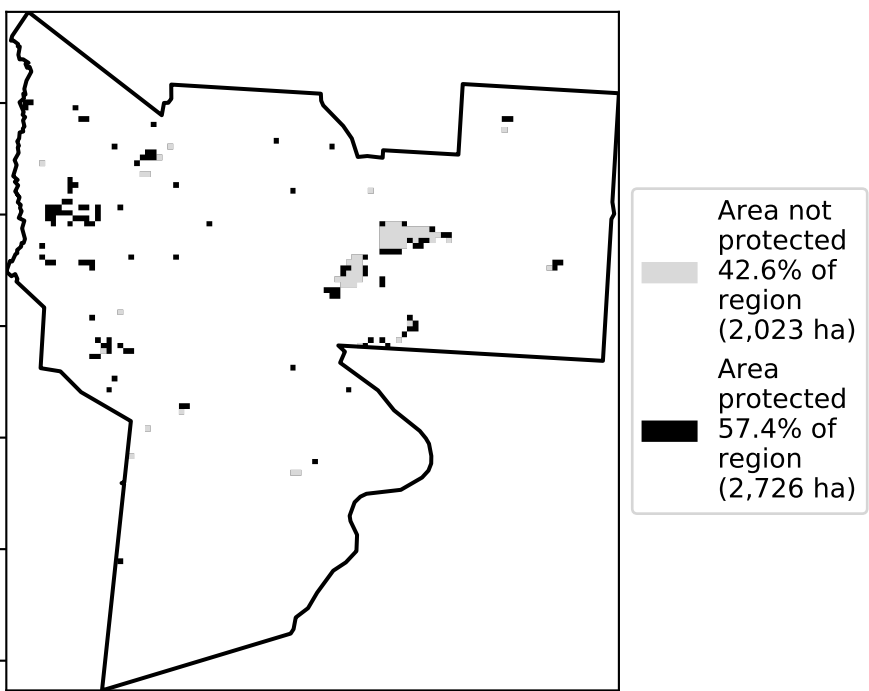 Area not
protected
42.6% of
region
(2,023 ha)
Area
protected
57.4% of
region
(2,726 ha)